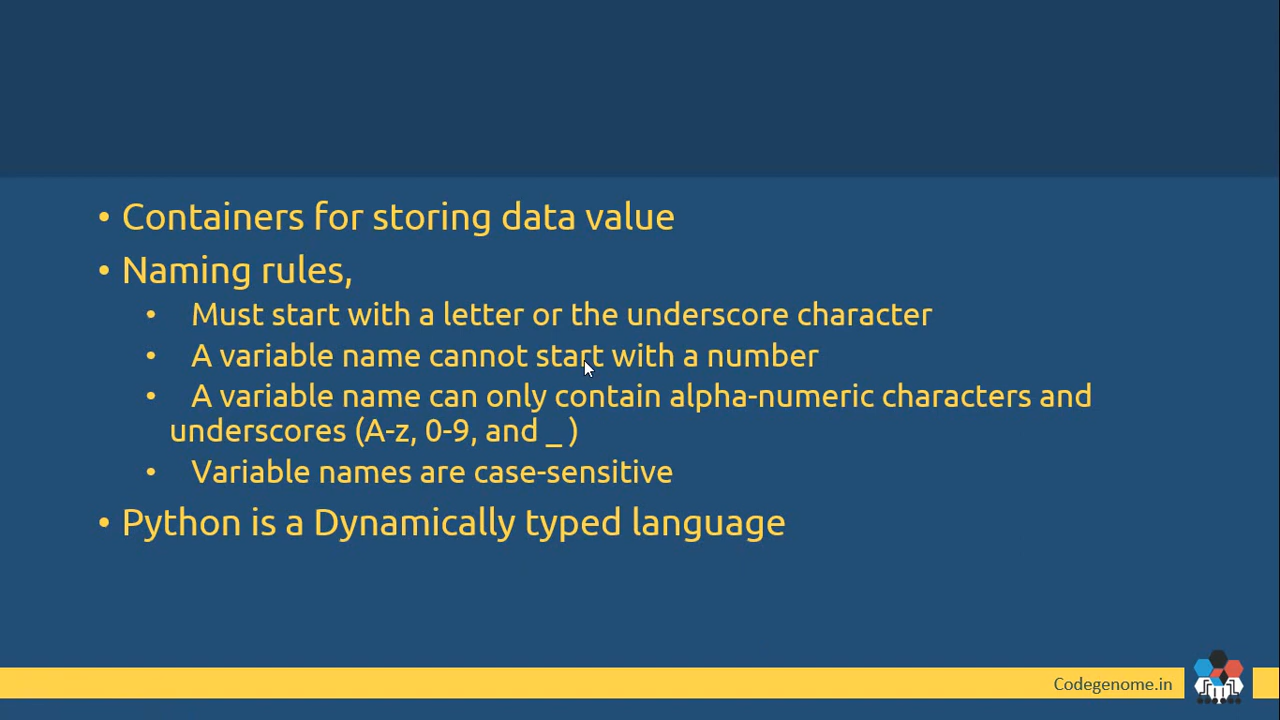 • Containers for storing data value
• Naming rules,
• Must start with a letter or the underscore character
• A variable name cannot start with a number
• A variable name can only contain alpha-numeric characters and
underscores (A-z, 0-9, and _ )
• Variable names are case-sensitive
• Python is a Dynamically typed language
Codegenome.in